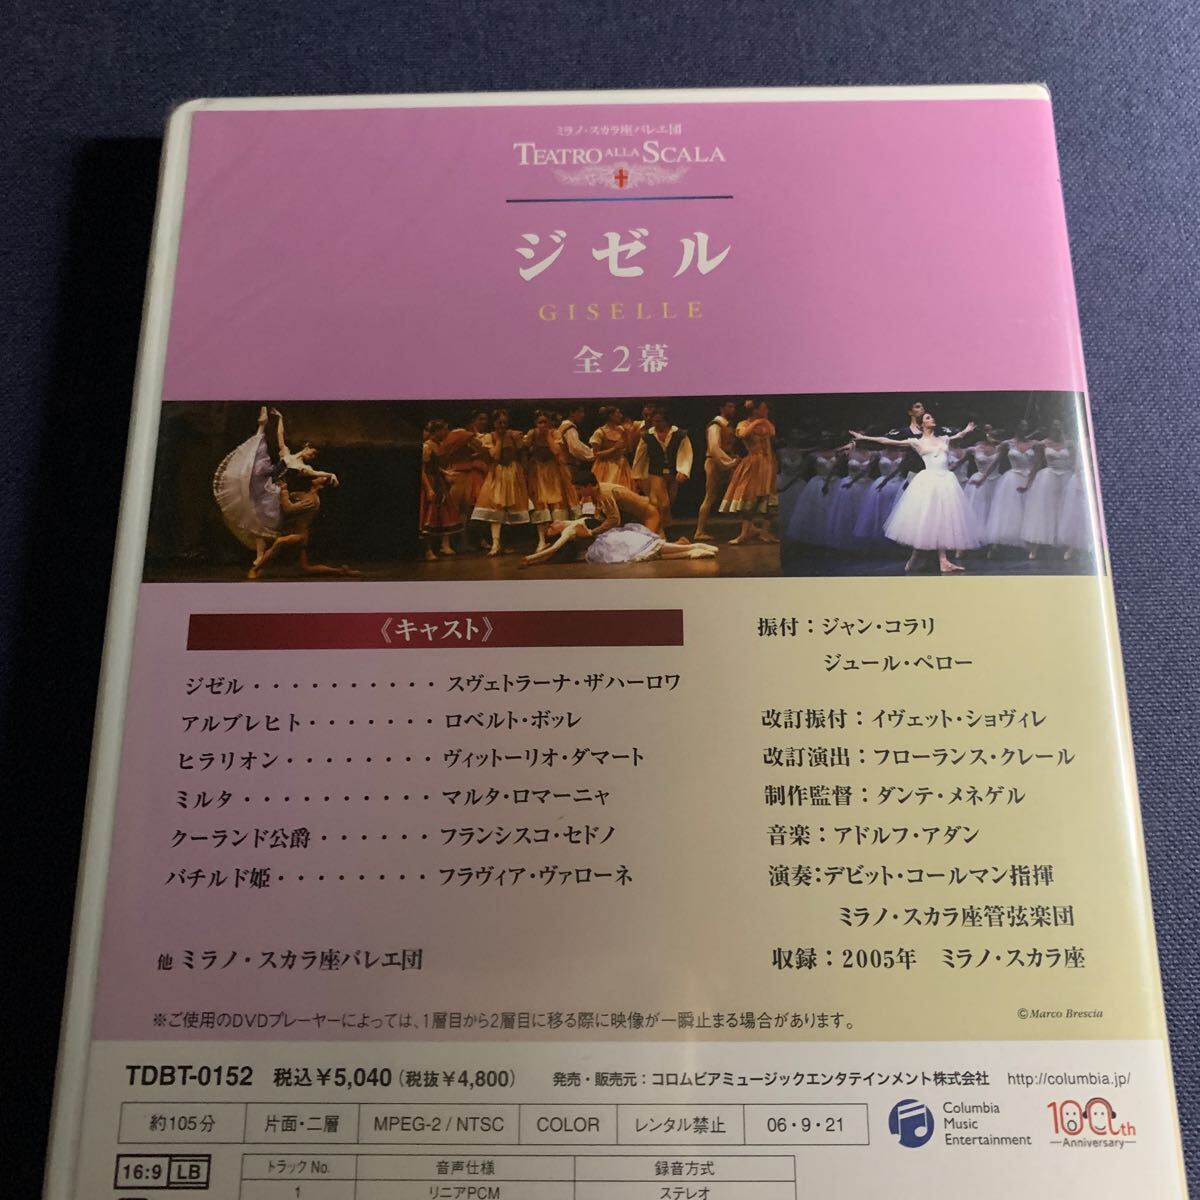 ミラノ・スカラ座バレエ団
TEATRO ALLA SCALA
ジゼル
GISELLE
全2幕
《キャスト》
ジゼル・・・・・・・・・・スヴェトラーナ・ザハーロワ
アルブレヒト・・・・・・・ロベルト・ボッレ
ヒラリオン・・・・・・・・ヴィットーリオ・ダマート
ミルタ・・・・・・・・・・マルタ・ロマーニャ
クーランド公爵・・・・・・フランシスコ・セドノ
バチルド姫・・・・・・・・フラヴィア・ヴァローネ
他 ミラノ・スカラ座バレエ団
振付：ジャン・コラリ
ジュール・ペロー
改訂振付：イヴェット・ショヴィレ
改訂演出：フローランス・クレール
制作監督：ダンテ・メネゲル
音楽：アドルフ・アダン
演奏：デビット・コールマン指揮
ミラノ・スカラ座管弦楽団
収録：2005年 ミラノ・スカラ座
※ご使用のDVDプレーヤーによっては、1層目から2層目に移る際に映像が一瞬止まる場合があります。
©Marco Brescia
TDBT-0152 税込￥5,040（税抜￥4,800） 発売・販売元：コロムビアミュージックエンタテインメント株式会社 http://columbia.jp/
約105分 片面・二層 MPEG-2 / NTSC COLOR レンタル禁止 06・9・21
Columbia
Music
Entertainment
100th
Anniversary
16:9 LB
トラックNo. 音声仕様 録音方式
1 リニアPCM ステレオ